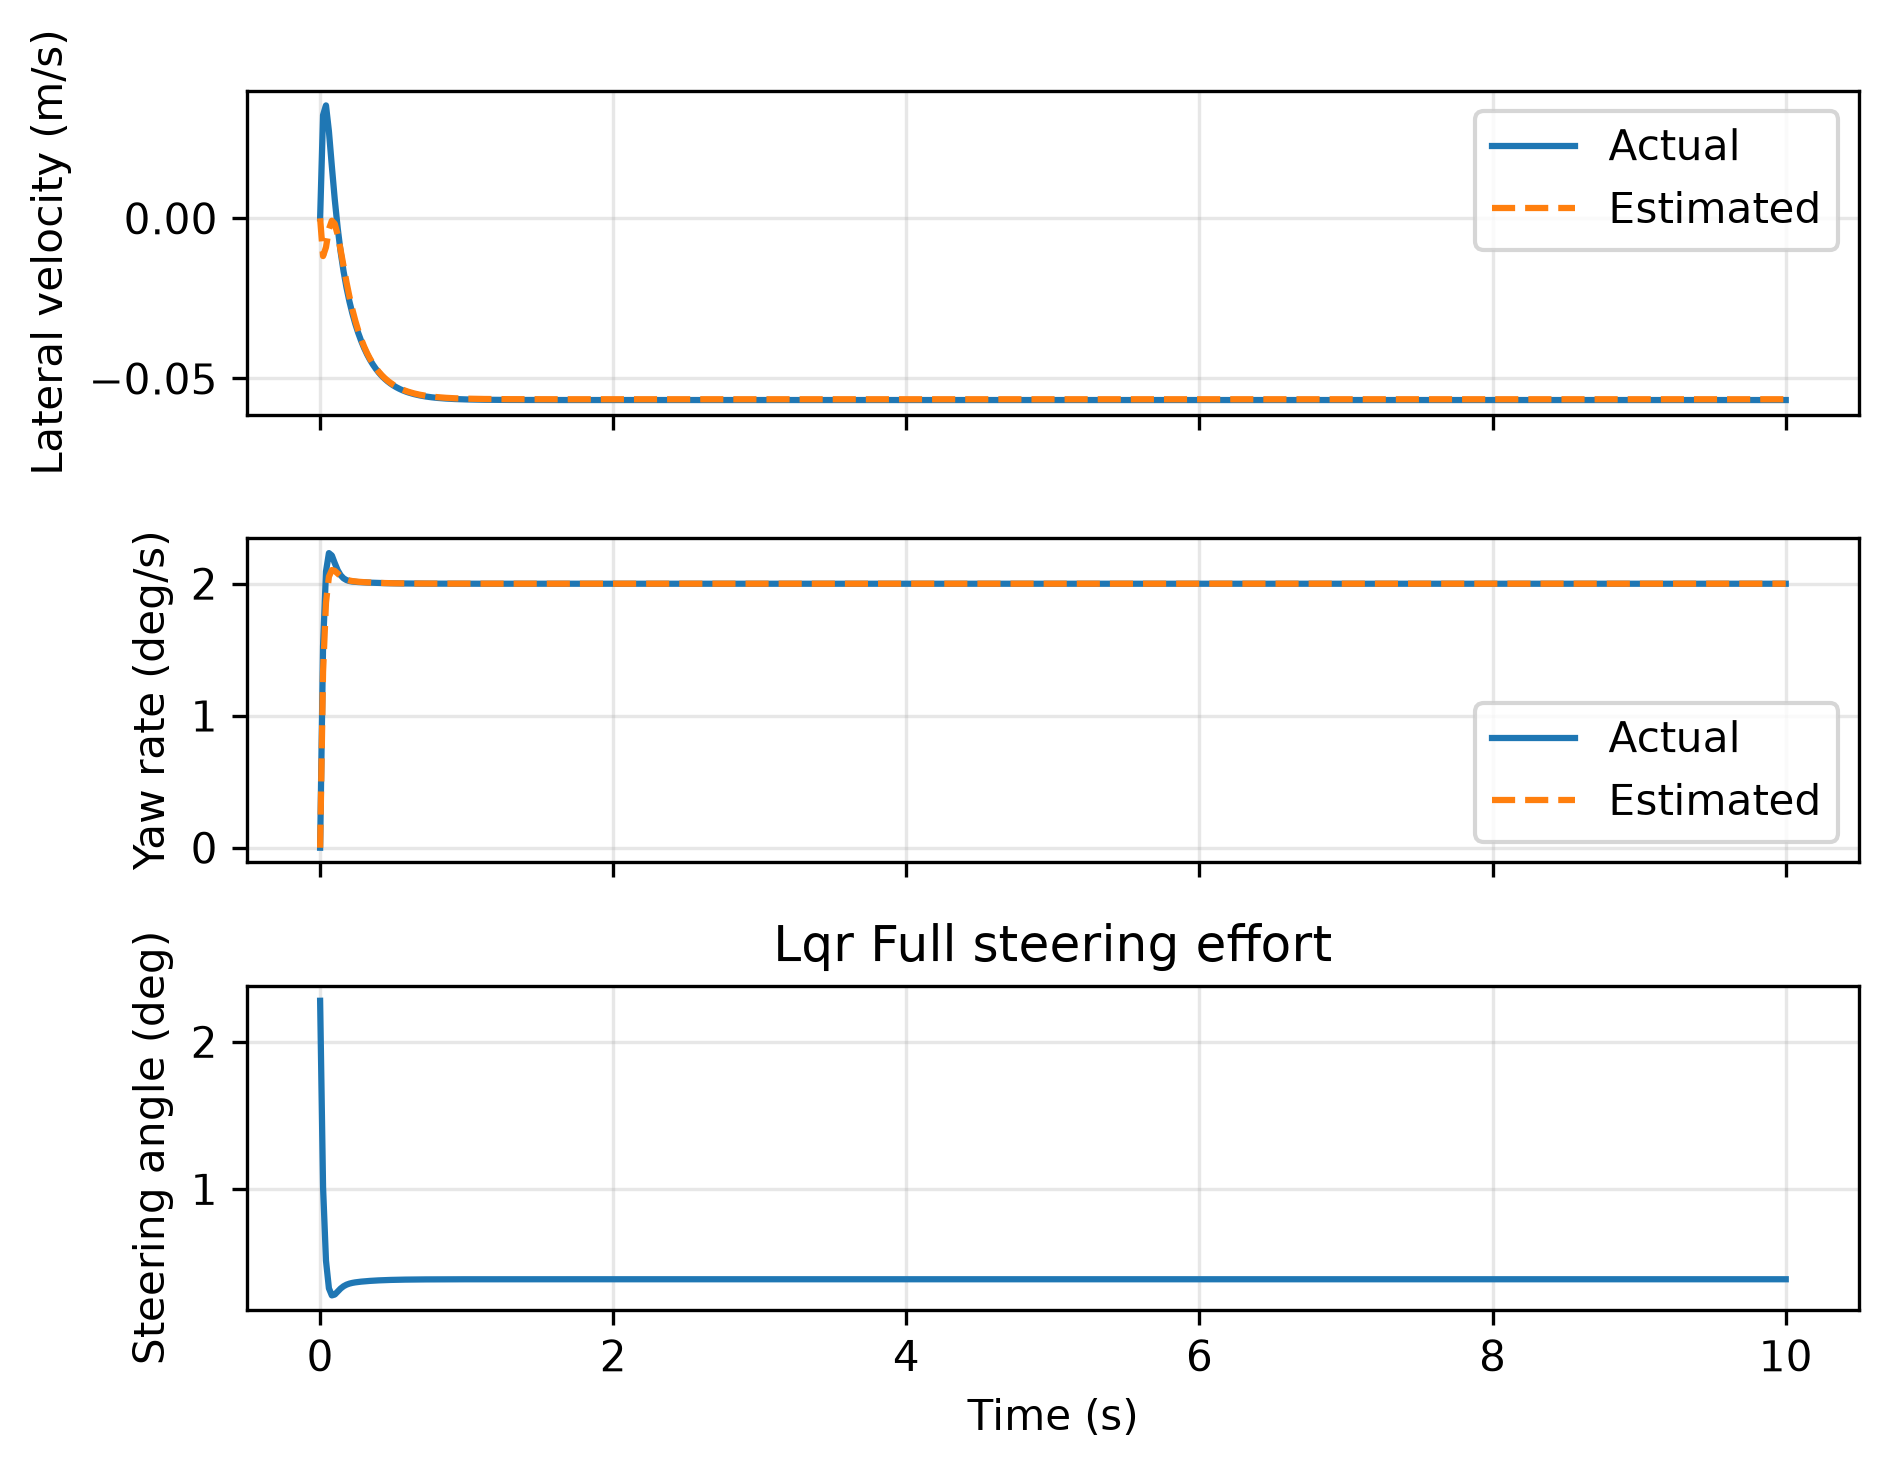 Lateral velocity (m/s)
0.00
−0.05
Actual
Estimated
Yaw rate (deg/s)
2
1
0
Actual
Estimated
Lqr Full steering effort
Steering angle (deg)
2
1
0 2 4 6 8 10
Time (s)